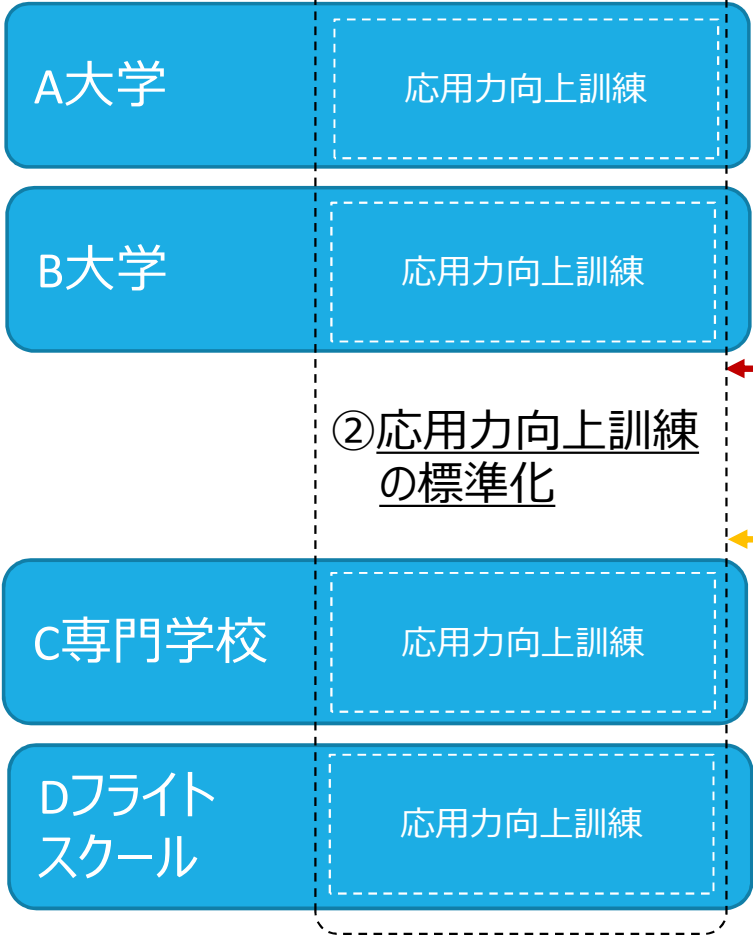 A大学
応用力向上訓練
B大学
応用力向上訓練
②応用力向上訓練
の標準化
C専門学校
応用力向上訓練
Dフライト
スクール
応用力向上訓練